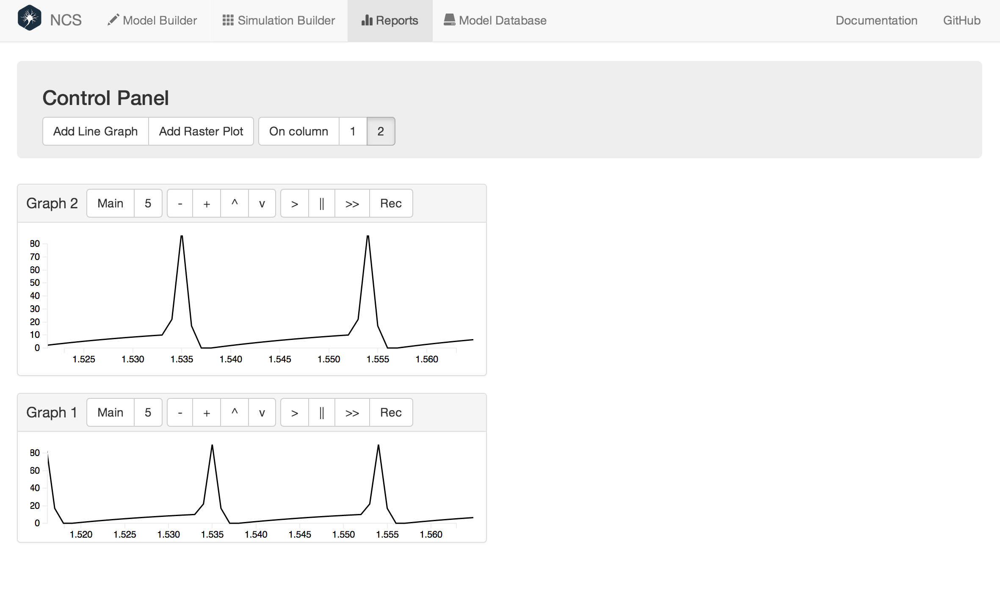 NCS Model Builder Simulation Builder Reports Model Database Documentation GitHub
Control Panel
Add Line Graph Add Raster Plot On column 1 2
Graph 2 Main 5 - + ^ v > || >> Rec
80
70
60
50
40
30
20
10
0
1.525 1.530 1.535 1.540 1.545 1.550 1.555 1.560
Graph 1 Main 5 - + ^ v > || >> Rec
80
60
40
20
0
1.520 1.525 1.530 1.535 1.540 1.545 1.550 1.555 1.560